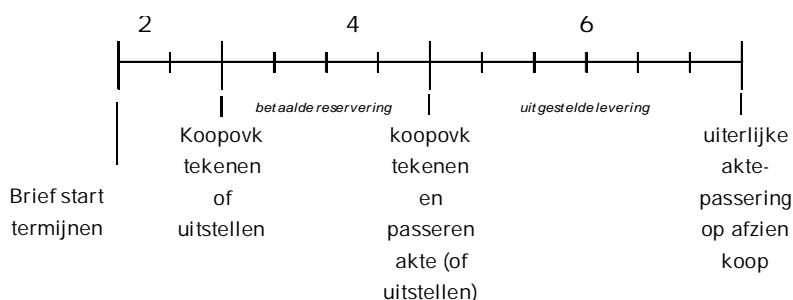 2 4 6
betaalde reservering uitgestelde levering
Brief start
termijnen
Koopovk
tekenen
of
uitstellen
koopovk
tekenen
en
passeren
akte (of
uitstellen)
uiterlijke
akte-
passering
op afzien
koop